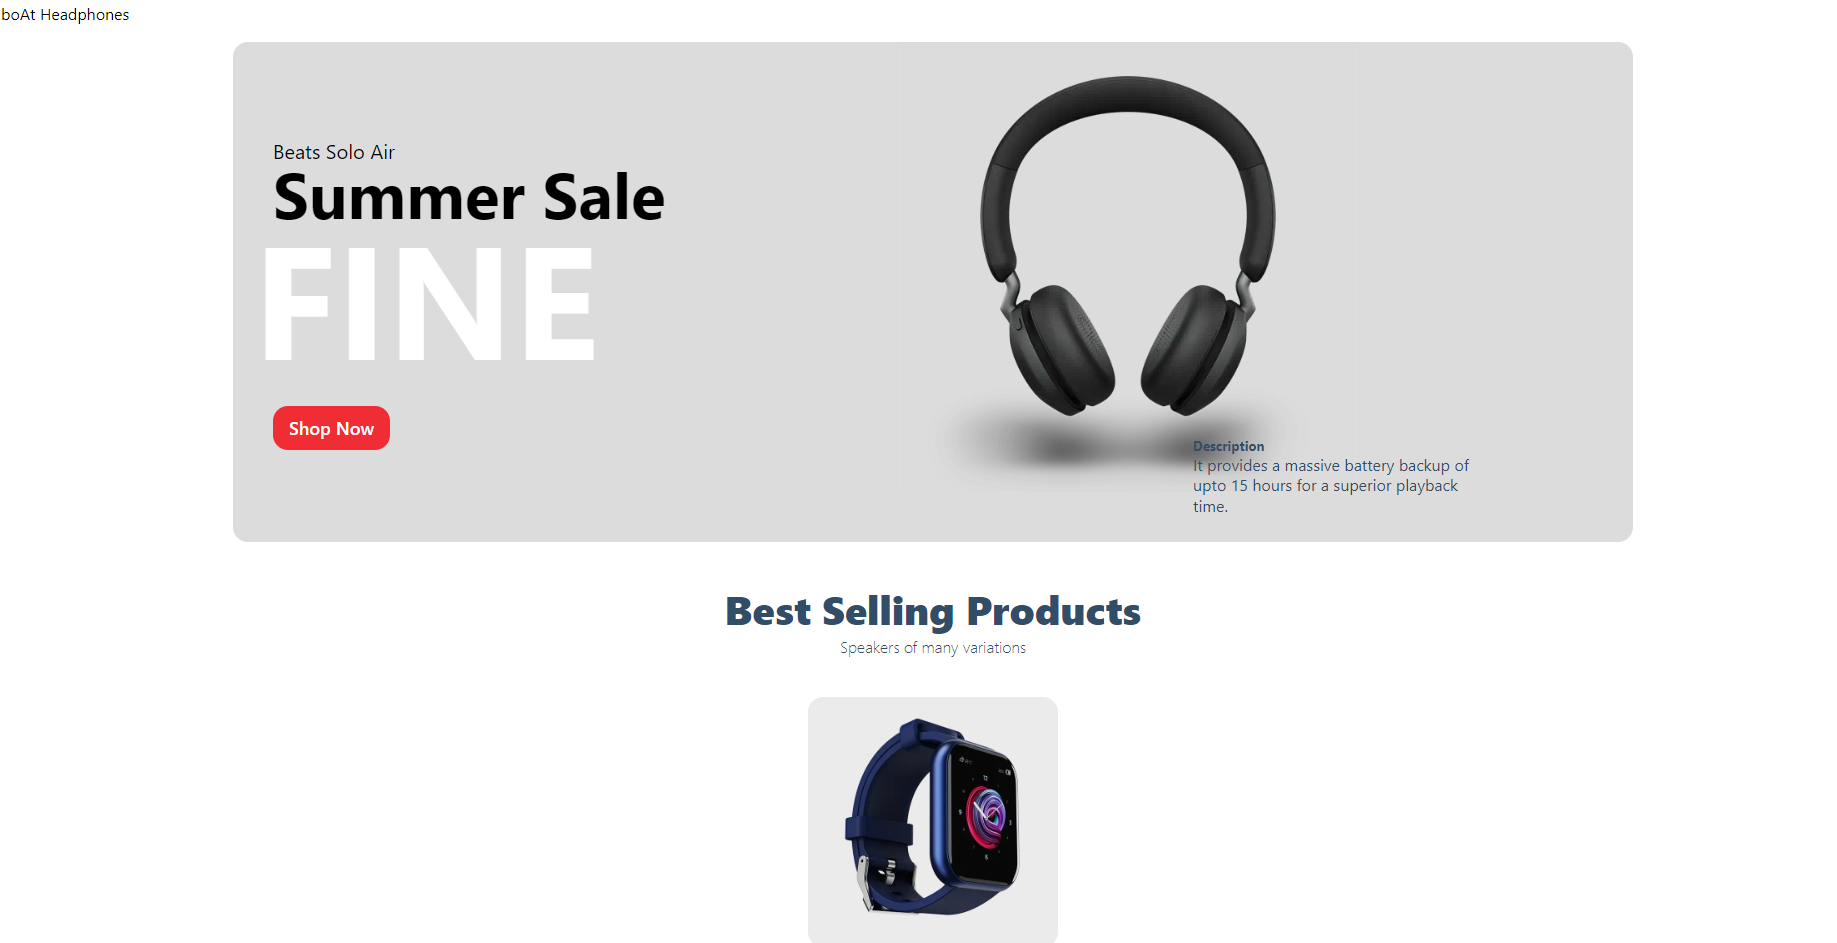 boAt Headphones
Beats Solo Air
Summer Sale
FINE
Shop Now
Description
It provides a massive battery backup of
upto 15 hours for a superior playback
time.
Best Selling Products
Speakers of many variations